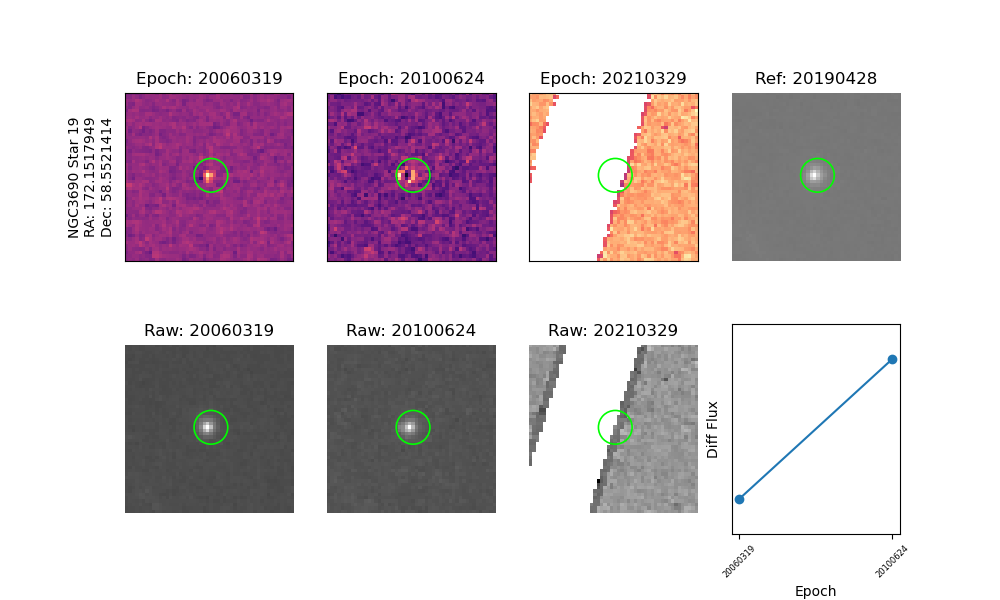 NGC3690 Star 19
RA: 172.1517949
Dec: 58.5521414
Epoch: 20060319
Epoch: 20100624
Epoch: 20210329
Ref: 20190428
Raw: 20060319
Raw: 20100624
Raw: 20210329
Diff Flux
20060319
20100624
Epoch